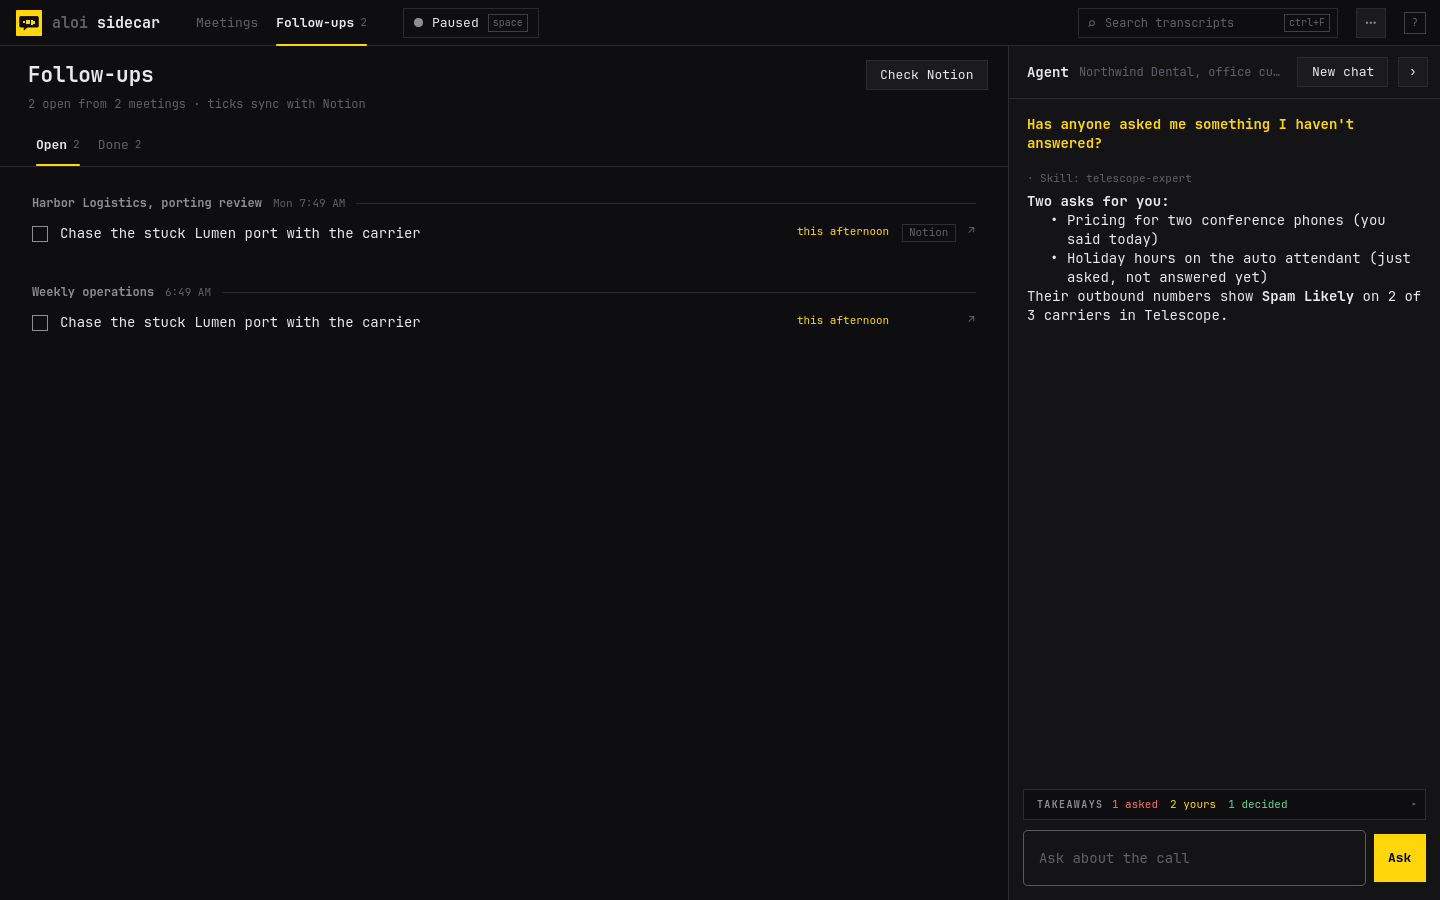 aloi sidecar
Meetings
Follow-ups 2
Paused space
Search transcripts ctrl+F
···
?
Follow-ups
Check Notion
2 open from 2 meetings · ticks sync with Notion
Open 2
Done 2
Harbor Logistics, porting review Mon 7:49 AM
Chase the stuck Lumen port with the carrier this afternoon Notion ↗
Weekly operations 6:49 AM
Chase the stuck Lumen port with the carrier this afternoon ↗
Agent Northwind Dental, office cu… New chat ›
Has anyone asked me something I haven't
answered?
· Skill: telescope-expert
Two asks for you:
• Pricing for two conference phones (you
said today)
• Holiday hours on the auto attendant (just
asked, not answered yet)
Their outbound numbers show Spam Likely on 2 of
3 carriers in Telescope.
TAKEAWAYS 1 asked 2 yours 1 decided ▸
Ask about the call
Ask